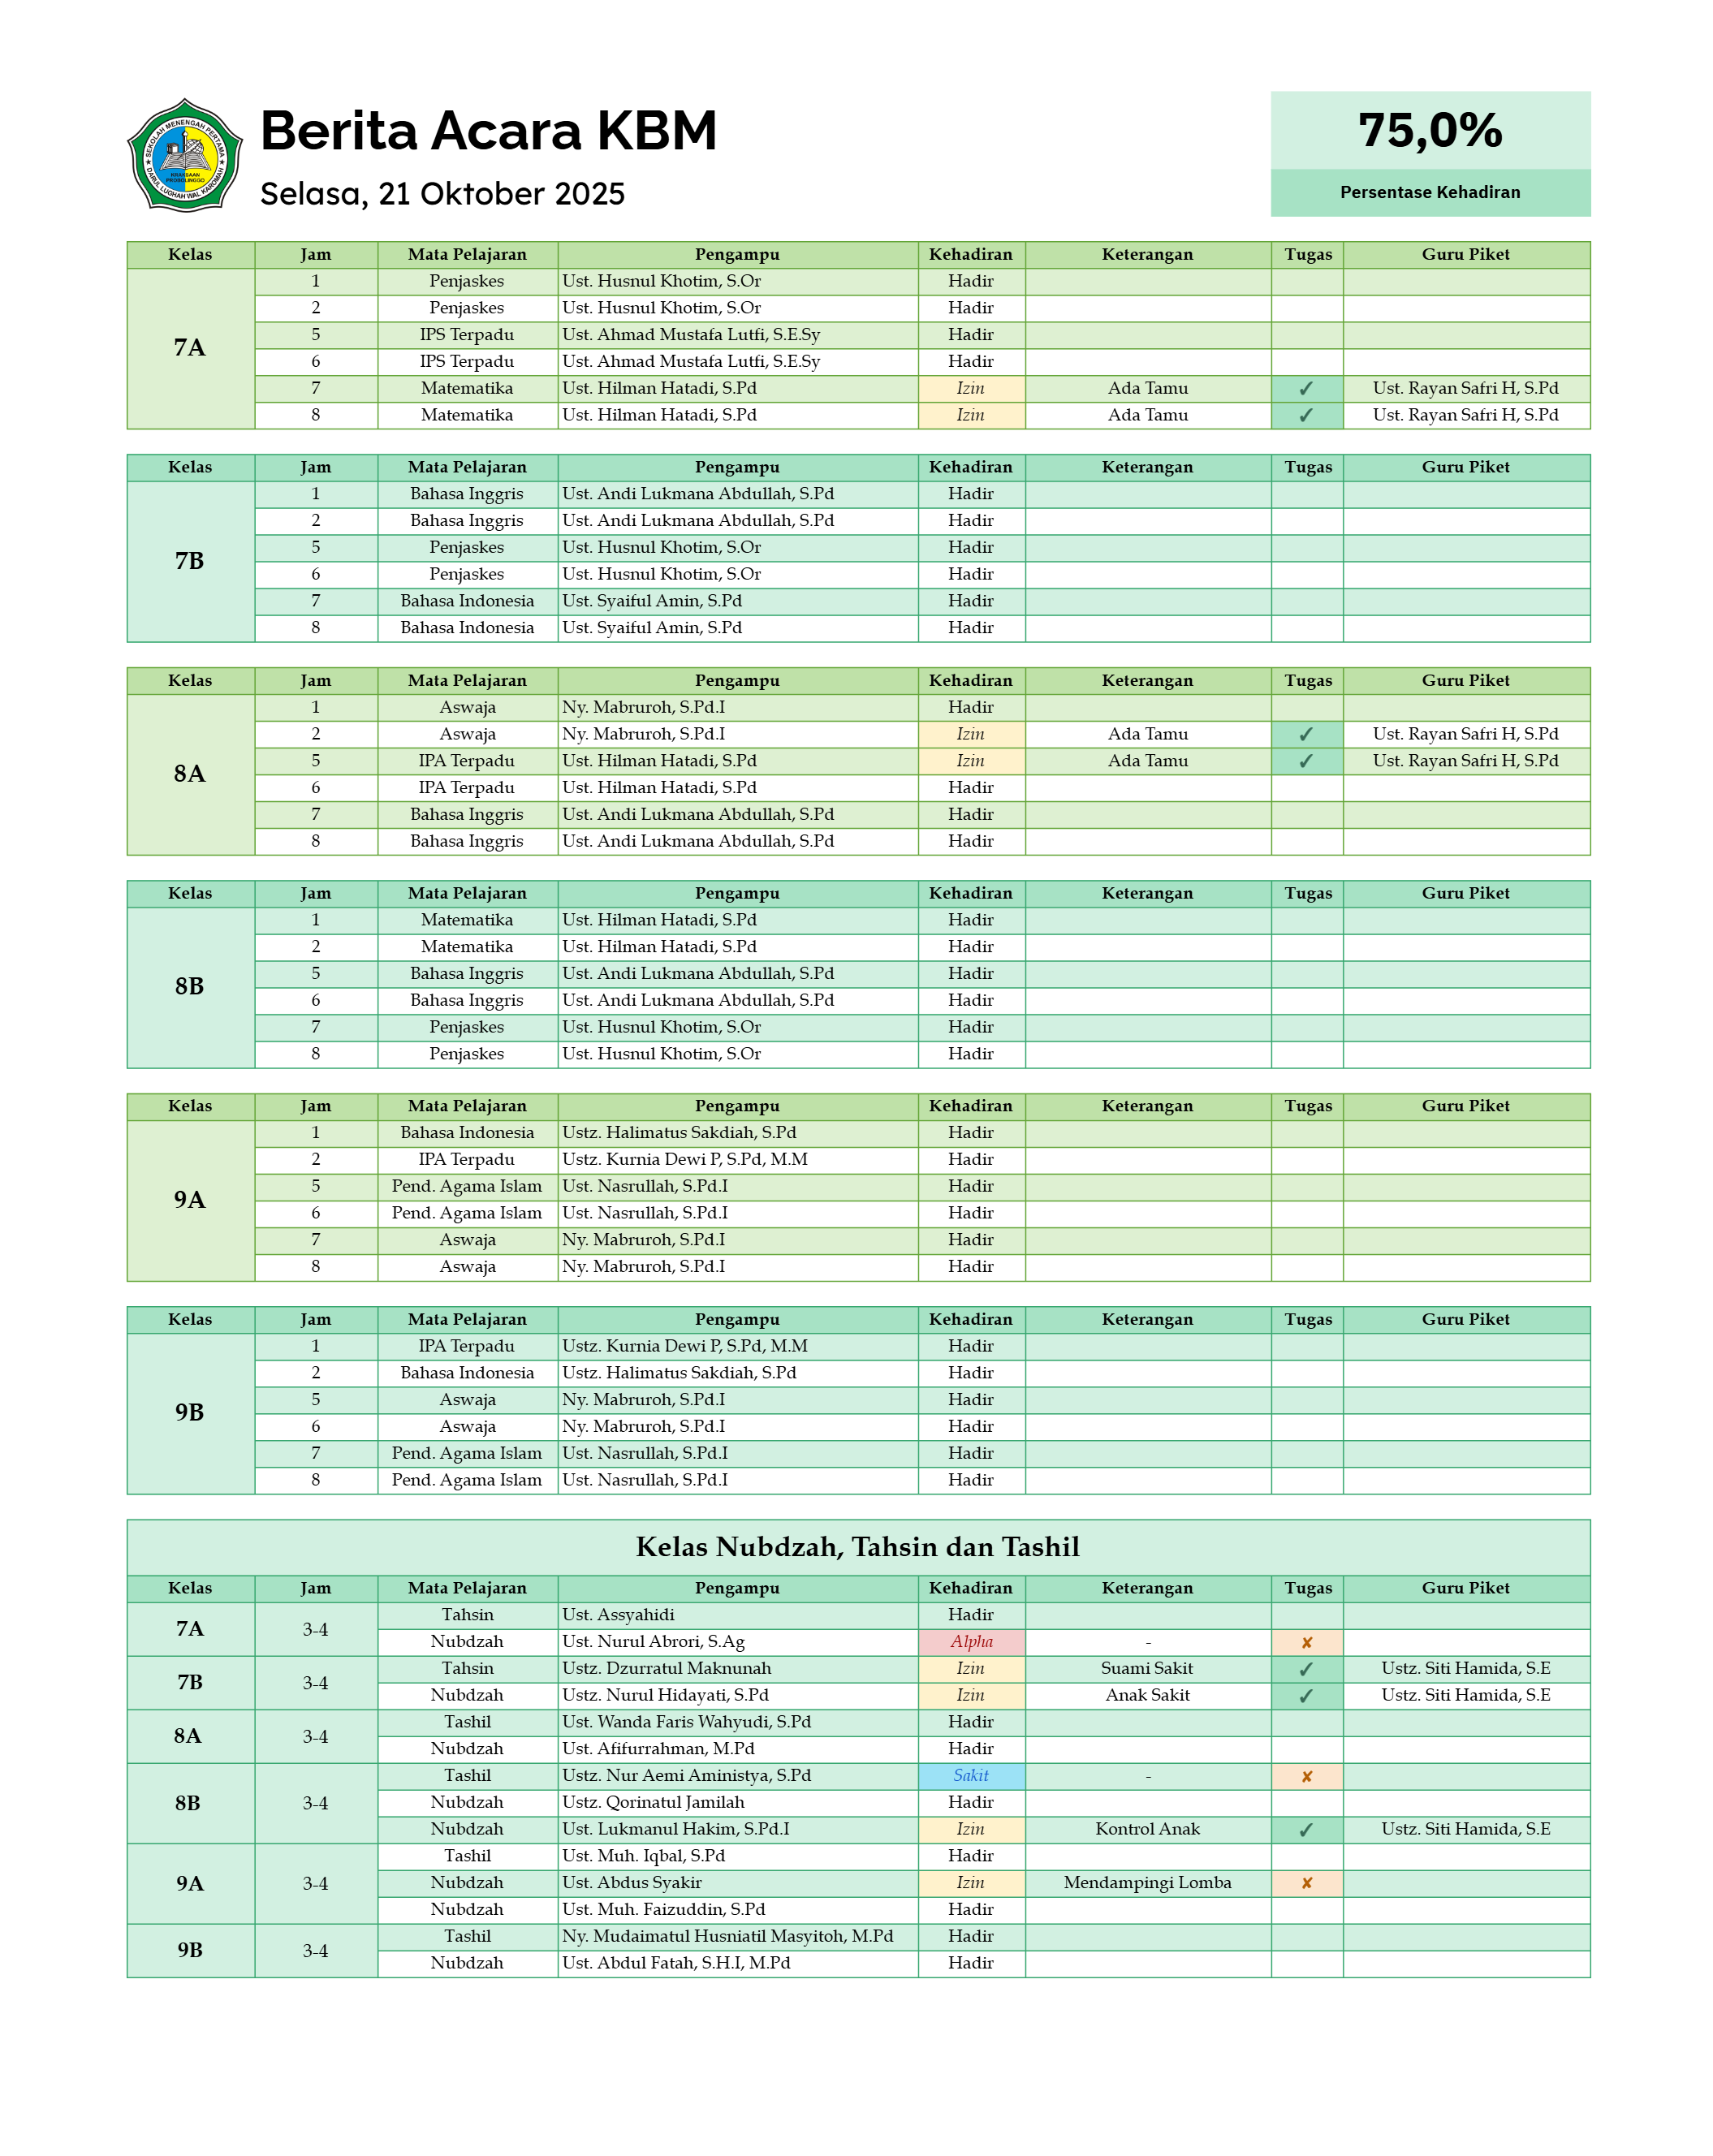 SEKOLAH MENENGAH PERTAMA
KRAKSAAN
PROBOLINGGO
DARUL LUGHAH WAL KAROMAH
Berita Acara KBM
Selasa, 21 Oktober 2025
75,0%
Persentase Kehadiran
Kelas Jam Mata Pelajaran Pengampu Kehadiran Keterangan Tugas Guru Piket
7A
1 Penjaskes Ust. Husnul Khotim, S.Or Hadir
2 Penjaskes Ust. Husnul Khotim, S.Or Hadir
5 IPS Terpadu Ust. Ahmad Mustafa Lutfi, S.E.Sy Hadir
6 IPS Terpadu Ust. Ahmad Mustafa Lutfi, S.E.Sy Hadir
7 Matematika Ust. Hilman Hatadi, S.Pd Izin Ada Tamu ✓ Ust. Rayan Safri H, S.Pd
8 Matematika Ust. Hilman Hatadi, S.Pd Izin Ada Tamu ✓ Ust. Rayan Safri H, S.Pd
Kelas Jam Mata Pelajaran Pengampu Kehadiran Keterangan Tugas Guru Piket
7B
1 Bahasa Inggris Ust. Andi Lukmana Abdullah, S.Pd Hadir
2 Bahasa Inggris Ust. Andi Lukmana Abdullah, S.Pd Hadir
5 Penjaskes Ust. Husnul Khotim, S.Or Hadir
6 Penjaskes Ust. Husnul Khotim, S.Or Hadir
7 Bahasa Indonesia Ust. Syaiful Amin, S.Pd Hadir
8 Bahasa Indonesia Ust. Syaiful Amin, S.Pd Hadir
Kelas Jam Mata Pelajaran Pengampu Kehadiran Keterangan Tugas Guru Piket
8A
1 Aswaja Ny. Mabruroh, S.Pd.I Hadir
2 Aswaja Ny. Mabruroh, S.Pd.I Izin Ada Tamu ✓ Ust. Rayan Safri H, S.Pd
5 IPA Terpadu Ust. Hilman Hatadi, S.Pd Izin Ada Tamu ✓ Ust. Rayan Safri H, S.Pd
6 IPA Terpadu Ust. Hilman Hatadi, S.Pd Hadir
7 Bahasa Inggris Ust. Andi Lukmana Abdullah, S.Pd Hadir
8 Bahasa Inggris Ust. Andi Lukmana Abdullah, S.Pd Hadir
Kelas Jam Mata Pelajaran Pengampu Kehadiran Keterangan Tugas Guru Piket
8B
1 Matematika Ust. Hilman Hatadi, S.Pd Hadir
2 Matematika Ust. Hilman Hatadi, S.Pd Hadir
5 Bahasa Inggris Ust. Andi Lukmana Abdullah, S.Pd Hadir
6 Bahasa Inggris Ust. Andi Lukmana Abdullah, S.Pd Hadir
7 Penjaskes Ust. Husnul Khotim, S.Or Hadir
8 Penjaskes Ust. Husnul Khotim, S.Or Hadir
Kelas Jam Mata Pelajaran Pengampu Kehadiran Keterangan Tugas Guru Piket
9A
1 Bahasa Indonesia Ustz. Halimatus Sakdiah, S.Pd Hadir
2 IPA Terpadu Ustz. Kurnia Dewi P, S.Pd, M.M Hadir
5 Pend. Agama Islam Ust. Nasrullah, S.Pd.I Hadir
6 Pend. Agama Islam Ust. Nasrullah, S.Pd.I Hadir
7 Aswaja Ny. Mabruroh, S.Pd.I Hadir
8 Aswaja Ny. Mabruroh, S.Pd.I Hadir
Kelas Jam Mata Pelajaran Pengampu Kehadiran Keterangan Tugas Guru Piket
9B
1 IPA Terpadu Ustz. Kurnia Dewi P, S.Pd, M.M Hadir
2 Bahasa Indonesia Ustz. Halimatus Sakdiah, S.Pd Hadir
5 Aswaja Ny. Mabruroh, S.Pd.I Hadir
6 Aswaja Ny. Mabruroh, S.Pd.I Hadir
7 Pend. Agama Islam Ust. Nasrullah, S.Pd.I Hadir
8 Pend. Agama Islam Ust. Nasrullah, S.Pd.I Hadir
Kelas Nubdzah, Tahsin dan Tashil
Kelas Jam Mata Pelajaran Pengampu Kehadiran Keterangan Tugas Guru Piket
7A 3-4
Tahsin Ust. Assyahidi Hadir
Nubdzah Ust. Nurul Abrori, S.Ag Alpha - ✘
7B 3-4
Tahsin Ustz. Dzurratul Maknunah Izin Suami Sakit ✓ Ustz. Siti Hamida, S.E
Nubdzah Ustz. Nurul Hidayati, S.Pd Izin Anak Sakit ✓ Ustz. Siti Hamida, S.E
8A 3-4
Tashil Ust. Wanda Faris Wahyudi, S.Pd Hadir
Nubdzah Ust. Afifurrahman, M.Pd Hadir
8B 3-4
Tashil Ustz. Nur Aemi Aministya, S.Pd Sakit - ✘
Nubdzah Ustz. Qorinatul Jamilah Hadir
Nubdzah Ust. Lukmanul Hakim, S.Pd.I Izin Kontrol Anak ✓ Ustz. Siti Hamida, S.E
9A 3-4
Tashil Ust. Muh. Iqbal, S.Pd Hadir
Nubdzah Ust. Abdus Syakir Izin Mendampingi Lomba ✘
Nubdzah Ust. Muh. Faizuddin, S.Pd Hadir
9B 3-4
Tashil Ny. Mudaimatul Husniatil Masyitoh, M.Pd Hadir
Nubdzah Ust. Abdul Fatah, S.H.I, M.Pd Hadir